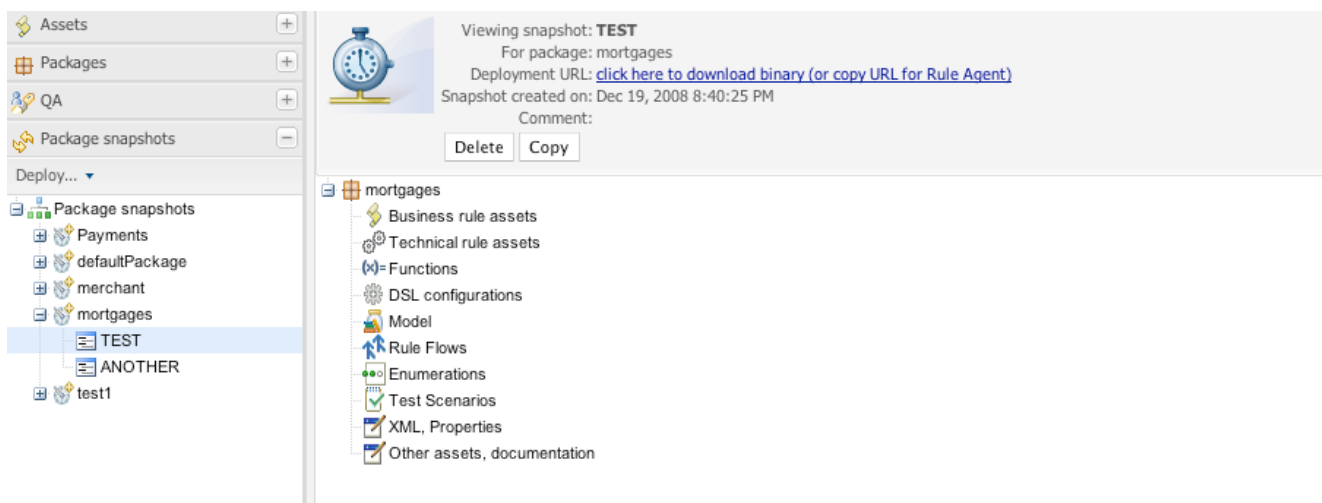 Assets
Packages
QA
Package snapshots
Deploy...
Package snapshots
Payments
defaultPackage
merchant
mortgages
TEST
ANOTHER
test1
Viewing snapshot: TEST
For package: mortgages
Deployment URL: click here to download binary (or copy URL for Rule Agent)
Snapshot created on: Dec 19, 2008 8:40:25 PM
Comment:
Delete Copy
mortgages
Business rule assets
Technical rule assets
(x)= Functions
DSL configurations
Model
Rule Flows
Enumerations
Test Scenarios
XML, Properties
Other assets, documentation